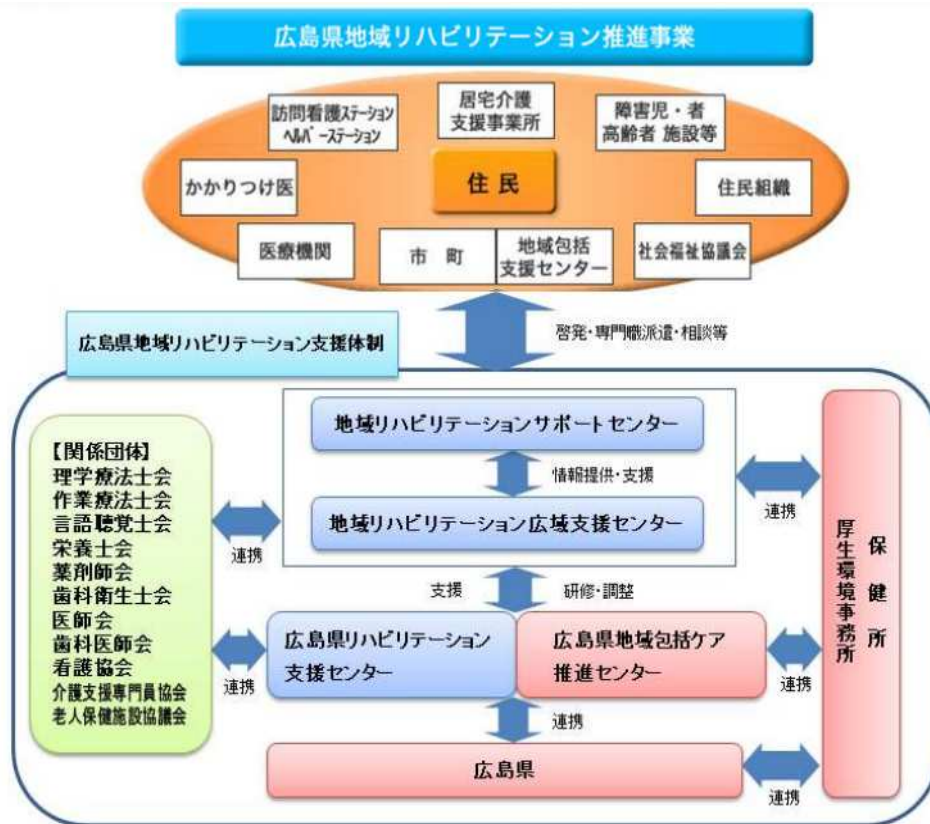 広島県地域リハビリテーション推進事業
訪問看護ステーション
ヘルパーステーション
居宅介護
支援事業所
障害児・者
高齢者 施設等
かかりつけ医
住民
住民組織
医療機関
市 町
地域包括
支援センター
社会福祉協議会
広島県地域リハビリテーション支援体制
啓発・専門職派遣・相談等
【関係団体】
理学療法士会
作業療法士会
言語聴覚士会
栄養士会
薬剤師会
歯科衛生士会
医師会
歯科医師会
看護協会
介護支援専門員協会
老人保健施設協議会
連携
連携
地域リハビリテーションサポートセンター
情報提供・支援
地域リハビリテーション広域支援センター
支援
研修・調整
広島県リハビリテーション
支援センター
広島県地域包括ケア
推進センター
連携
広島県
連携
連携
連携
保健所
厚生環境事務所